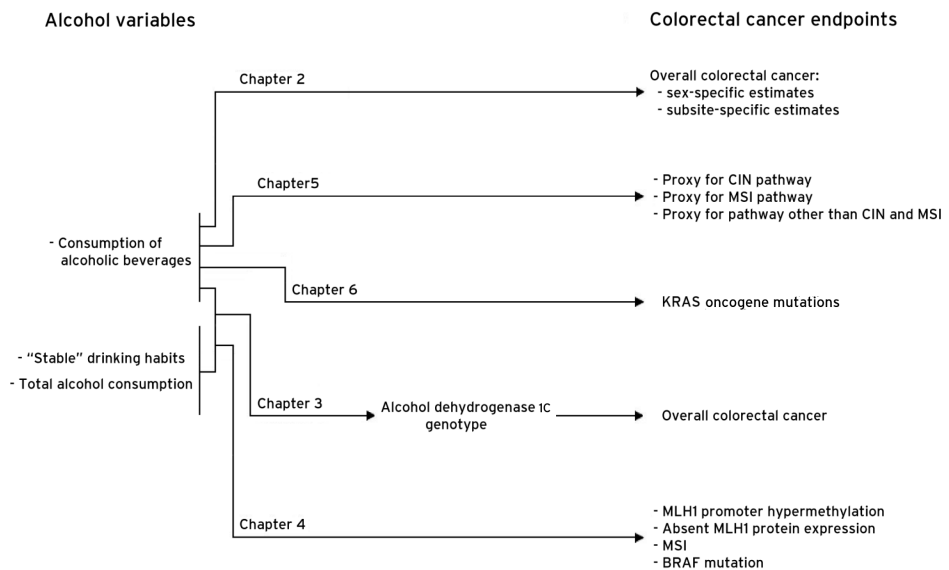 Alcohol variables
Colorectal cancer endpoints
Chapter 2
Overall colorectal cancer:
- sex-specific estimates
- subsite-specific estimates
Chapter5
- Proxy for CIN pathway
- Proxy for MSI pathway
- Proxy for pathway other than CIN and MSI
- Consumption of
alcoholic beverages
Chapter 6
KRAS oncogene mutations
- “Stable” drinking habits
- Total alcohol consumption
Chapter 3
Alcohol dehydrogenase 1C
genotype
Overall colorectal cancer
Chapter 4
- MLH1 promoter hypermethylation
- Absent MLH1 protein expression
- MSI
- BRAF mutation